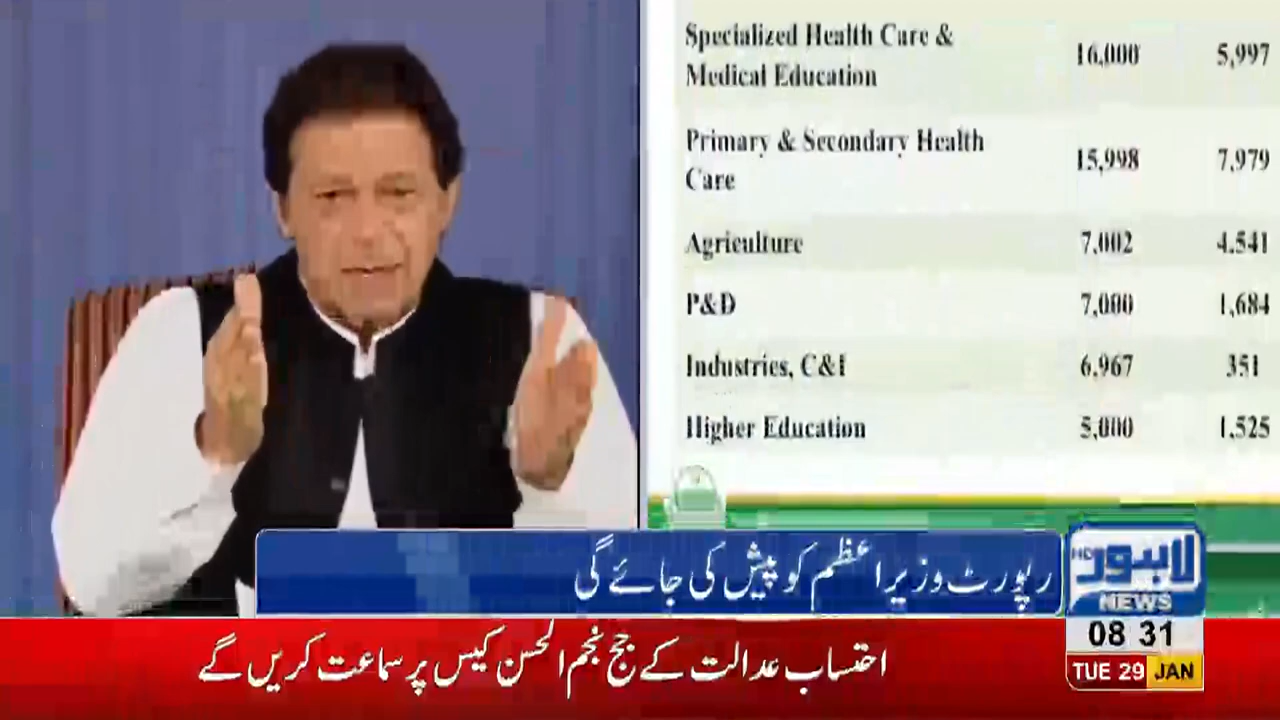 Specialized Health Care &
Medical Education
16,000
5,997
Primary & Secondary Health
Care
15,998
7,979
Agriculture
7,002
4,541
P&D
7,000
1,684
Industries, C&I
6,967
351
Higher Education
5,000
1,525
رپورٹ وزیراعظم کو پیش کی جائے گی
HD
لاہور
NEWS
08 31
TUE 29 JAN
احتساب عدالت کے جج نجم الحسن کیس پر سماعت کریں گے